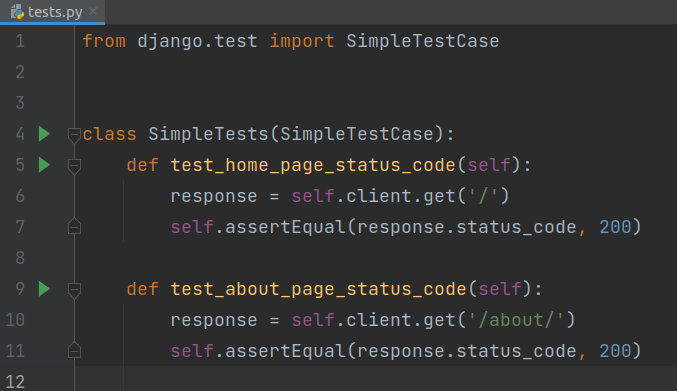 tests.py
1 from django.test import SimpleTestCase
2
3
4 class SimpleTests(SimpleTestCase):
5     def test_home_page_status_code(self):
6         response = self.client.get('/')
7         self.assertEqual(response.status_code, 200)
8
9     def test_about_page_status_code(self):
10         response = self.client.get('/about/')
11         self.assertEqual(response.status_code, 200)
12